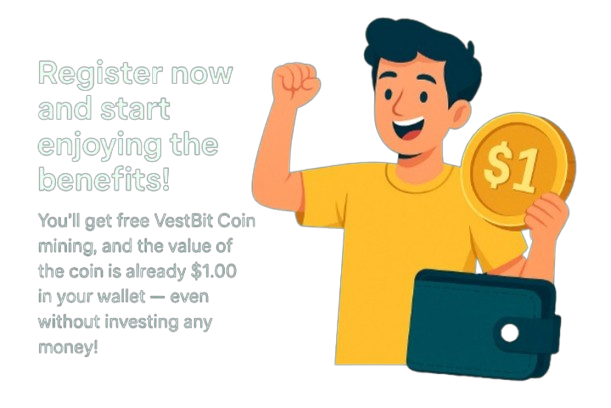 Register now
and start
enjoying the
benefits!
You'll get free VestBit Coin
mining, and the value of
the coin is already $1.00
in your wallet — even
without investing any
money!
$1